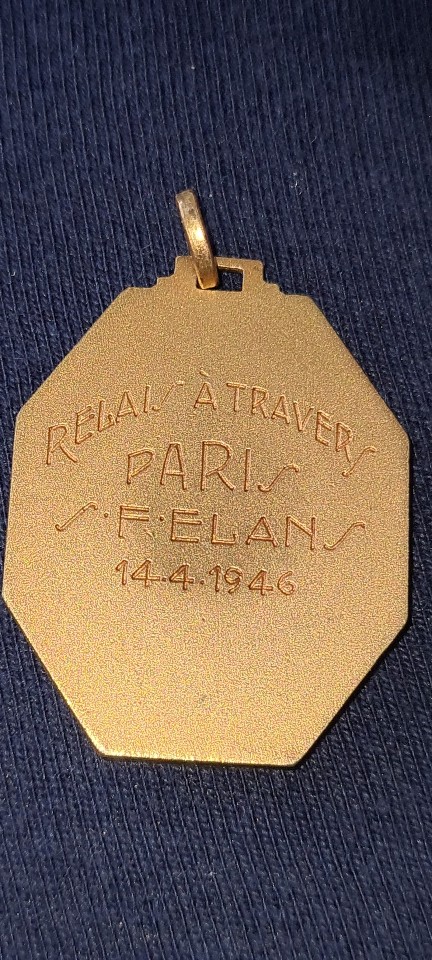 RELAIS À TRAVERS
PARIS
S.F.ELANS
14.4.1946